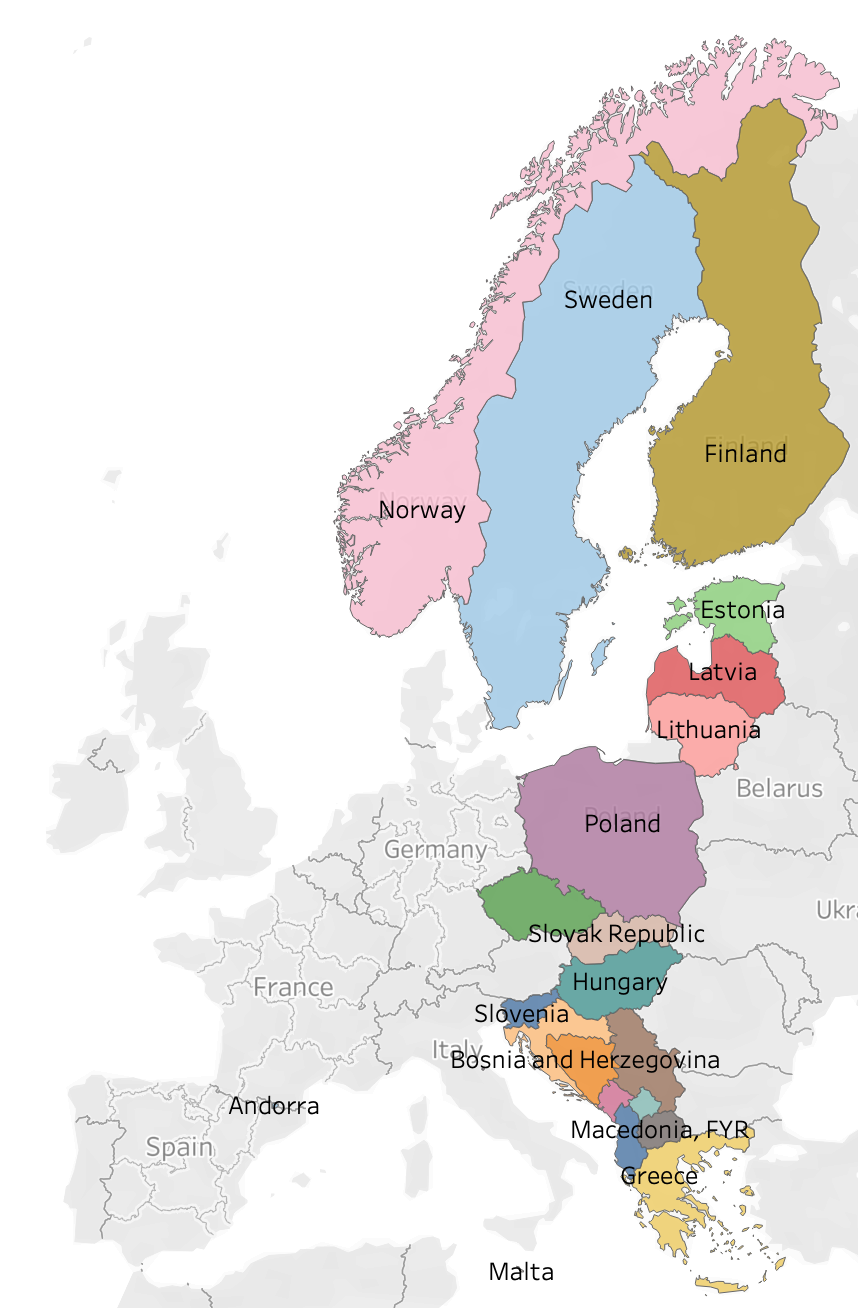 Sweden
Finland
Norway
Estonia
Latvia
Lithuania
Belarus
Poland
Germany
Ukra
Slovak Republic
Hungary
France
Slovenia
Italy
Bosnia and Herzegovina
Andorra
Macedonia, FYR
Spain
Greece
Malta